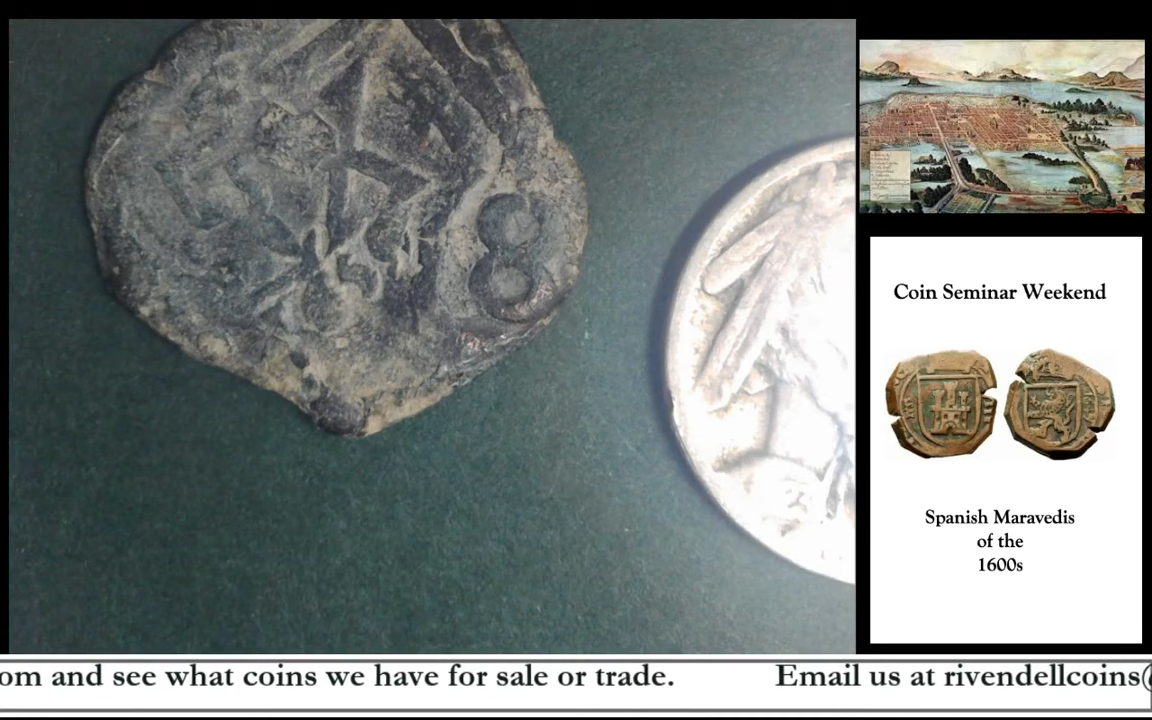 Coin Seminar Weekend
Spanish Maravedis
of the
1600s
om and see what coins we have for sale or trade. Email us at rivendellcoins@